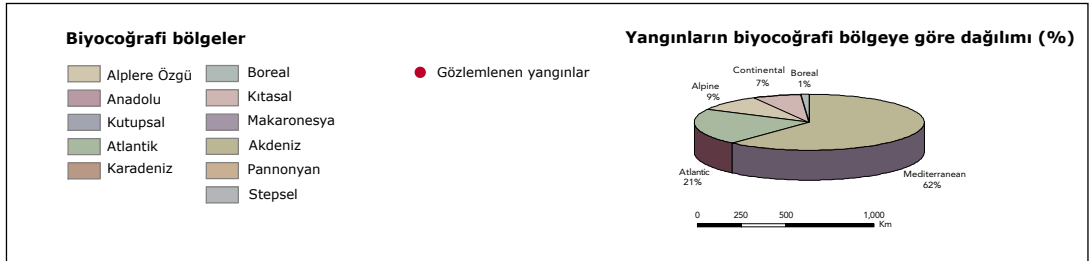 Biyocoğrafi bölgeler
Alplere Özgü
Anadolu
Kutupsal
Atlantik
Karadeniz
Boreal
Kıtasal
Makaronesya
Akdeniz
Pannonyan
Stepsel
Gözlemlenen yangınlar
Yangınların biyocoğrafi bölgeye göre dağılımı (%)
Alpine
9%
Continental
7%
Boreal
1%
Atlantic
21%
Mediterranean
62%
0 250 500 1,000
Km